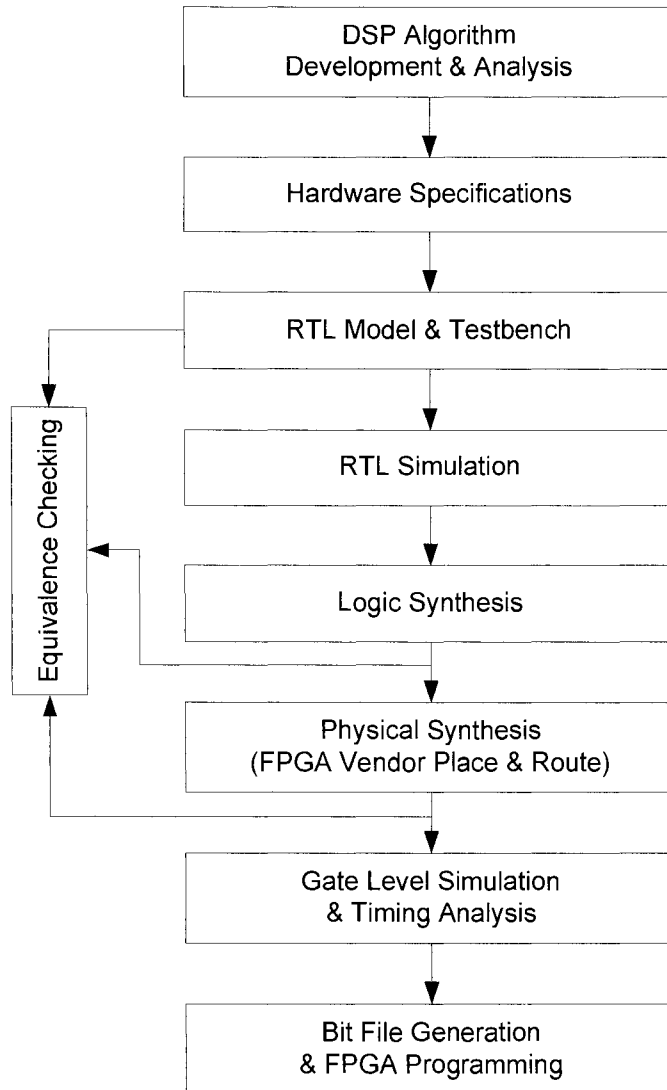 DSP Algorithm
Development & Analysis
Hardware Specifications
RTL Model & Testbench
Equivalence Checking
RTL Simulation
Logic Synthesis
Physical Synthesis
(FPGA Vendor Place & Route)
Gate Level Simulation
& Timing Analysis
Bit File Generation
& FPGA Programming